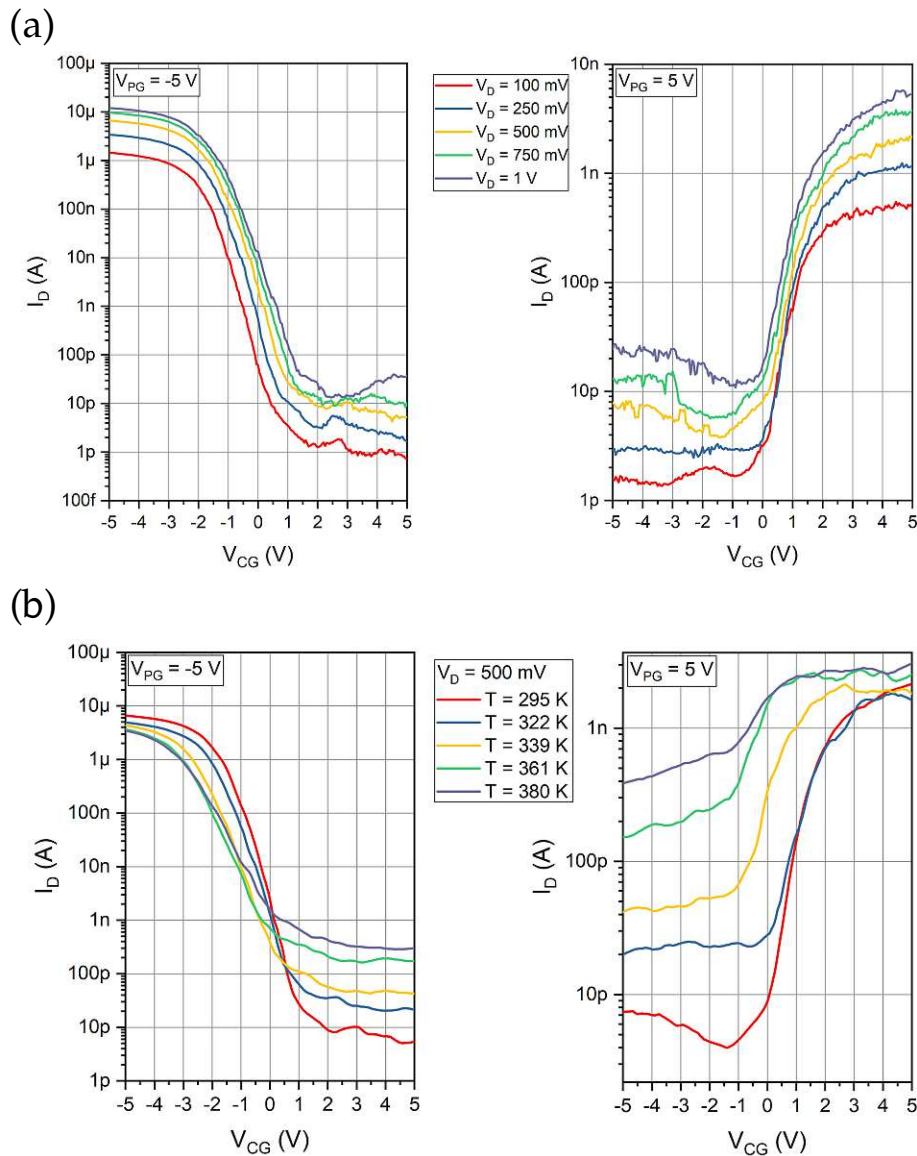 (a)
100µ
10µ
1µ
100n
10n
1n
100p
10p
1p
100f
I_D (A)
V_PG = -5 V
-5 -4 -3 -2 -1 0 1 2 3 4 5
V_CG (V)
V_D = 100 mV
V_D = 250 mV
V_D = 500 mV
V_D = 750 mV
V_D = 1 V
10n
1n
100p
10p
1p
I_D (A)
V_PG = 5 V
-5 -4 -3 -2 -1 0 1 2 3 4 5
V_CG (V)
(b)
100µ
10µ
1µ
100n
10n
1n
100p
10p
1p
I_D (A)
V_PG = -5 V
-5 -4 -3 -2 -1 0 1 2 3 4 5
V_CG (V)
V_D = 500 mV
T = 295 K
T = 322 K
T = 339 K
T = 361 K
T = 380 K
1n
100p
10p
I_D (A)
V_PG = 5 V
-5 -4 -3 -2 -1 0 1 2 3 4 5
V_CG (V)